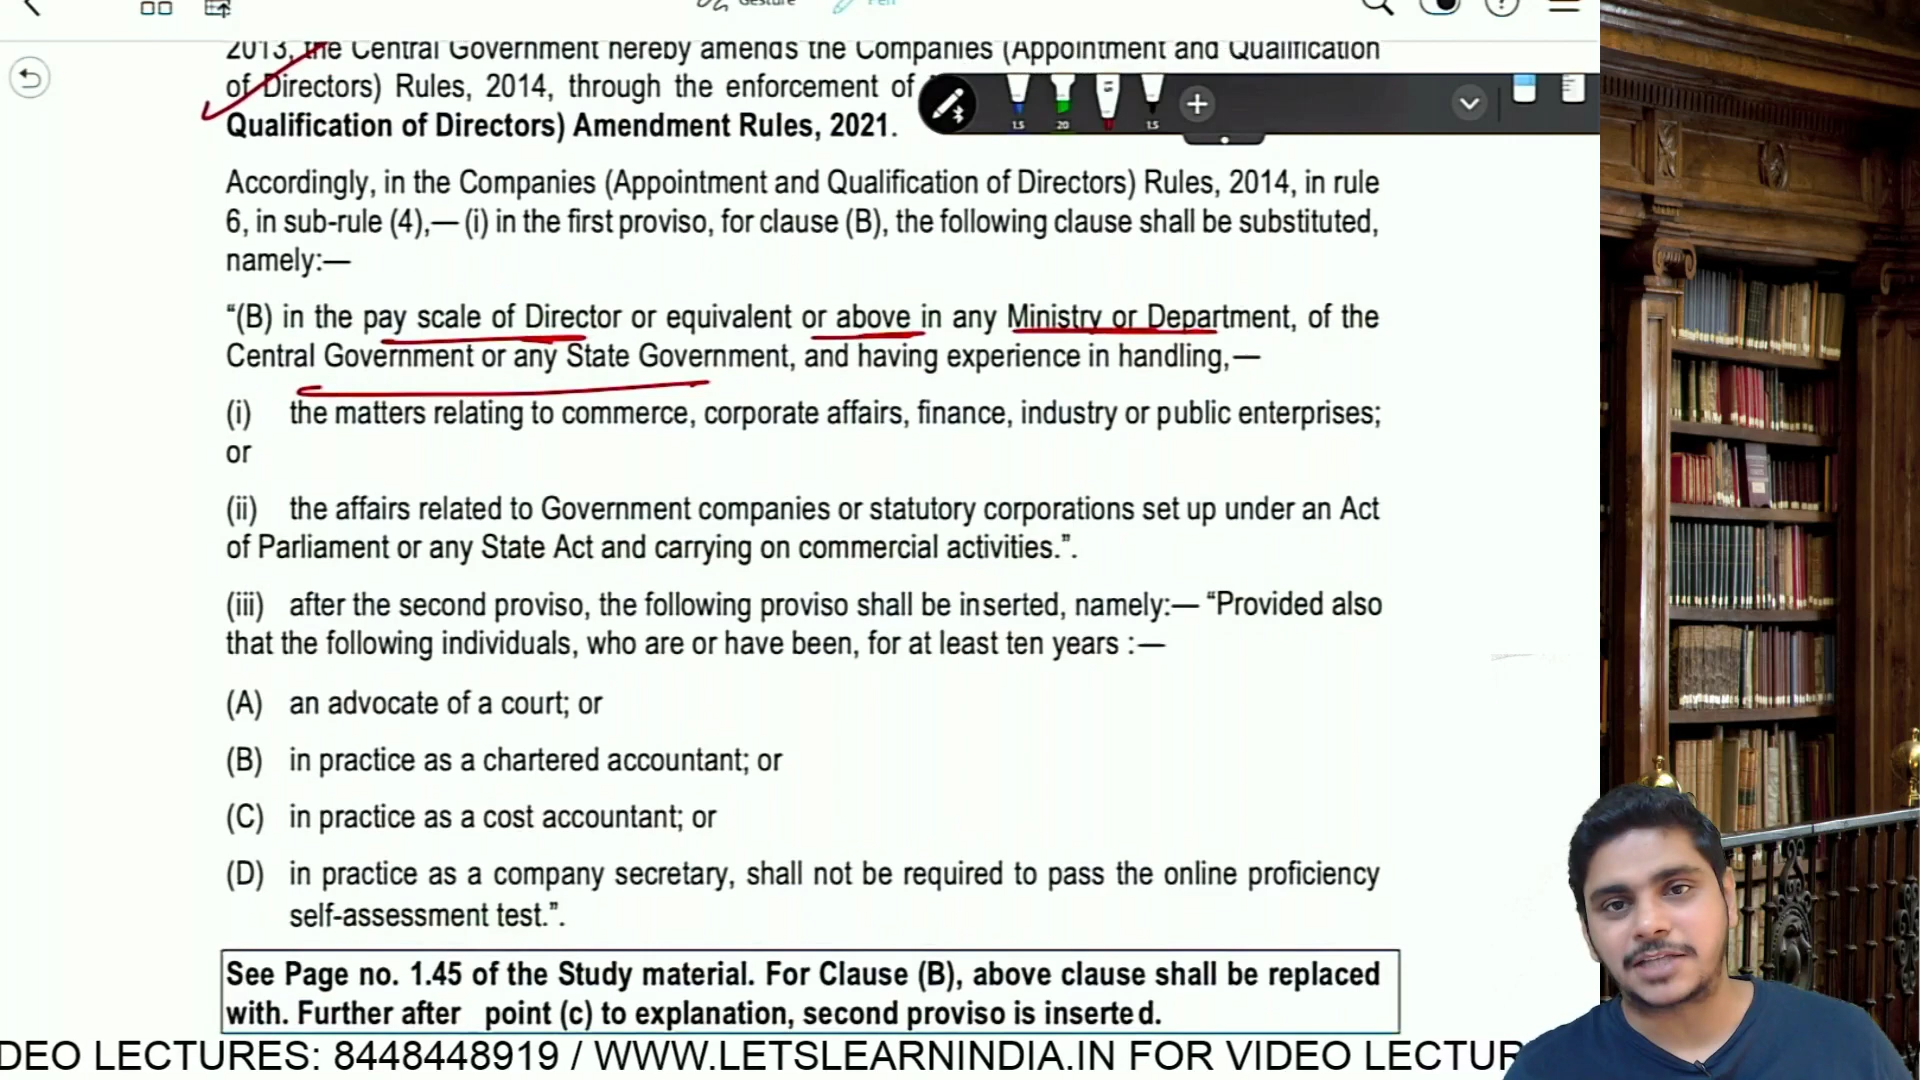 Gesture
Pen
2013, the Central Government hereby amends the Companies (Appointment and Qualification
of Directors) Rules, 2014, through the enforcement of
Qualification of Directors) Amendment Rules, 2021.
1.5 20 1.5
Accordingly, in the Companies (Appointment and Qualification of Directors) Rules, 2014, in rule
6, in sub-rule (4),— (i) in the first proviso, for clause (B), the following clause shall be substituted,
namely:—
“(B) in the pay scale of Director or equivalent or above in any Ministry or Department, of the
Central Government or any State Government, and having experience in handling,—
(i) the matters relating to commerce, corporate affairs, finance, industry or public enterprises;
or
(ii) the affairs related to Government companies or statutory corporations set up under an Act
of Parliament or any State Act and carrying on commercial activities.”.
(iii) after the second proviso, the following proviso shall be inserted, namely:— “Provided also
that the following individuals, who are or have been, for at least ten years :—
(A) an advocate of a court; or
(B) in practice as a chartered accountant; or
(C) in practice as a cost accountant; or
(D) in practice as a company secretary, shall not be required to pass the online proficiency
self-assessment test.”.
See Page no. 1.45 of the Study material. For Clause (B), above clause shall be replaced
with. Further after point (c) to explanation, second proviso is inserted.
DEO LECTURES: 8448448919 / WWW.LETSLEARNINDIA.IN FOR VIDEO LECTUR